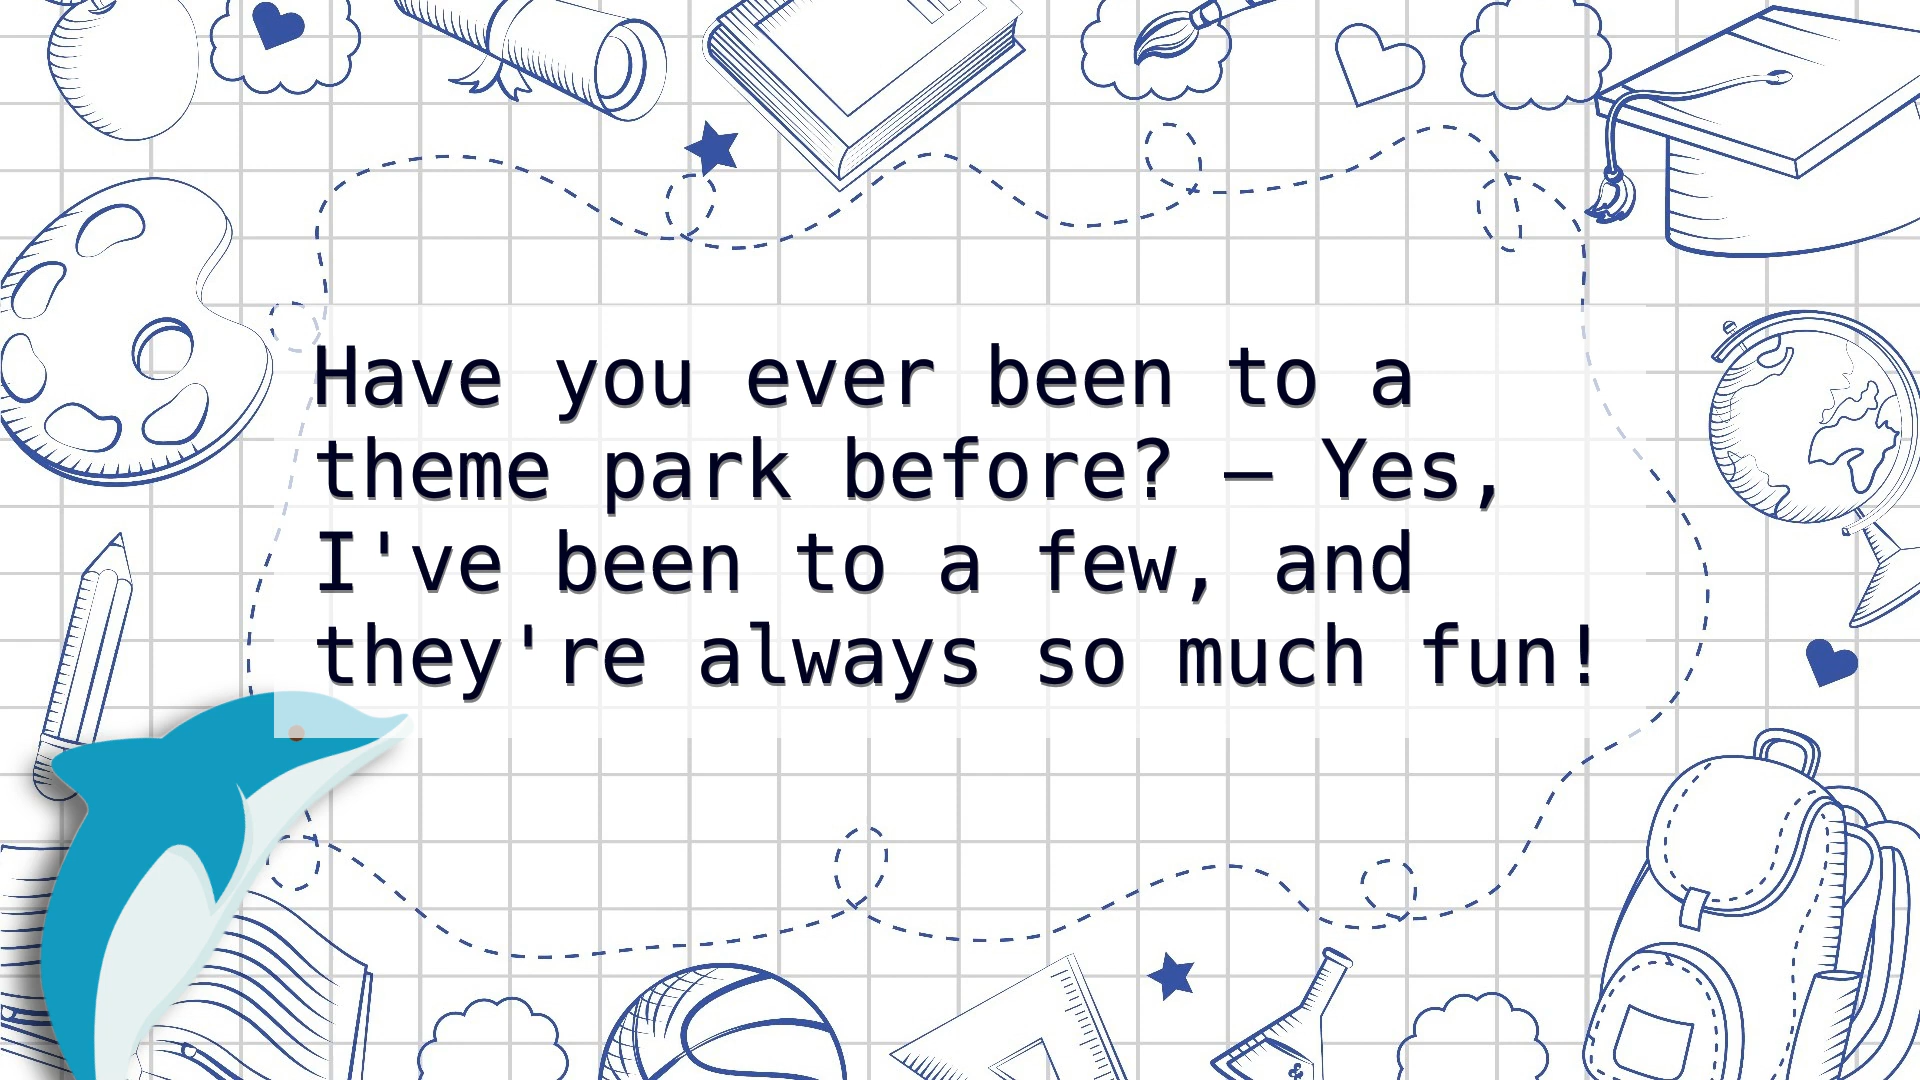 Have you ever been to a
theme park before? – Yes,
I've been to a few, and
they're always so much fun!